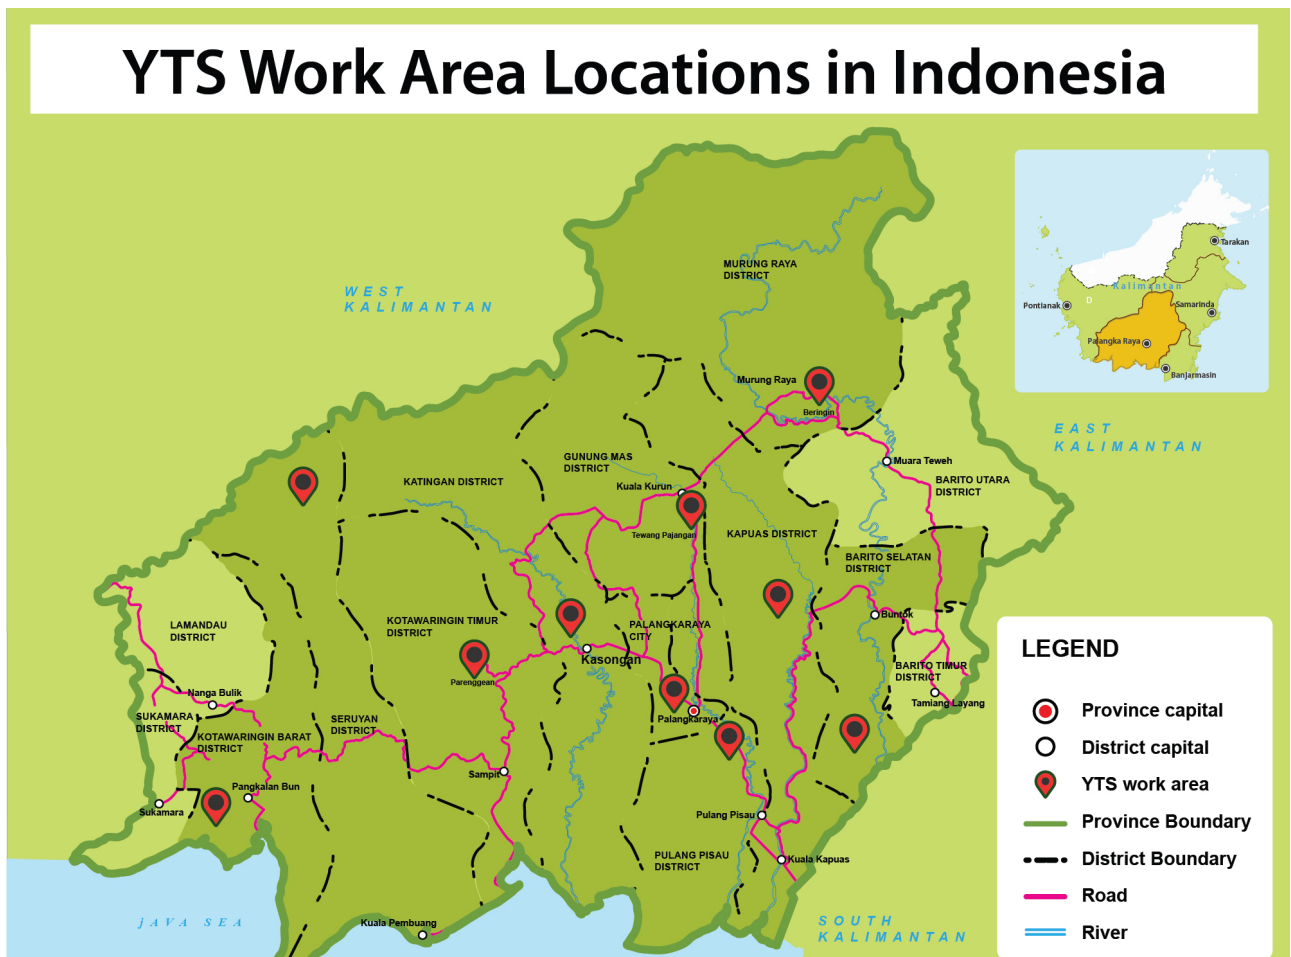 YTS Work Area Locations in Indonesia
WEST
KALIMANTAN
MURUNG RAYA
DISTRICT
Tarakan
Kalimantan
D
Pontianak
Samarinda
Palangka Raya
Banjarmasin
EAST
KALIMANTAN
Murung Raya
Beringin
Muara Teweh
BARITO UTARA
DISTRICT
GUNUNG MAS
DISTRICT
KATINGAN DISTRICT
Kuala Kurun
Tewang Pajangan
KAPUAS DISTRICT
BARITO SELATAN
DISTRICT
Buntok
LAMANDAU
DISTRICT
KOTAWARINGIN TIMUR
DISTRICT
PALANGKARAYA
CITY
Kasongan
Parenggean
BARITO TIMUR
DISTRICT
Tamiang Layang
Nanga Bulik
SUKAMARA
DISTRICT
KOTAWARINGIN BARAT
DISTRICT
SERUYAN
DISTRICT
Palangkaraya
Sampit
Pangkalan Bun
Sukamara
Pulang Pisau
PULANG PISAU
DISTRICT
Kuala Kapuas
Kuala Pembuang
jAVA SEA
SOUTH
KALIMANTAN
LEGEND
Province capital
District capital
YTS work area
Province Boundary
District Boundary
Road
River